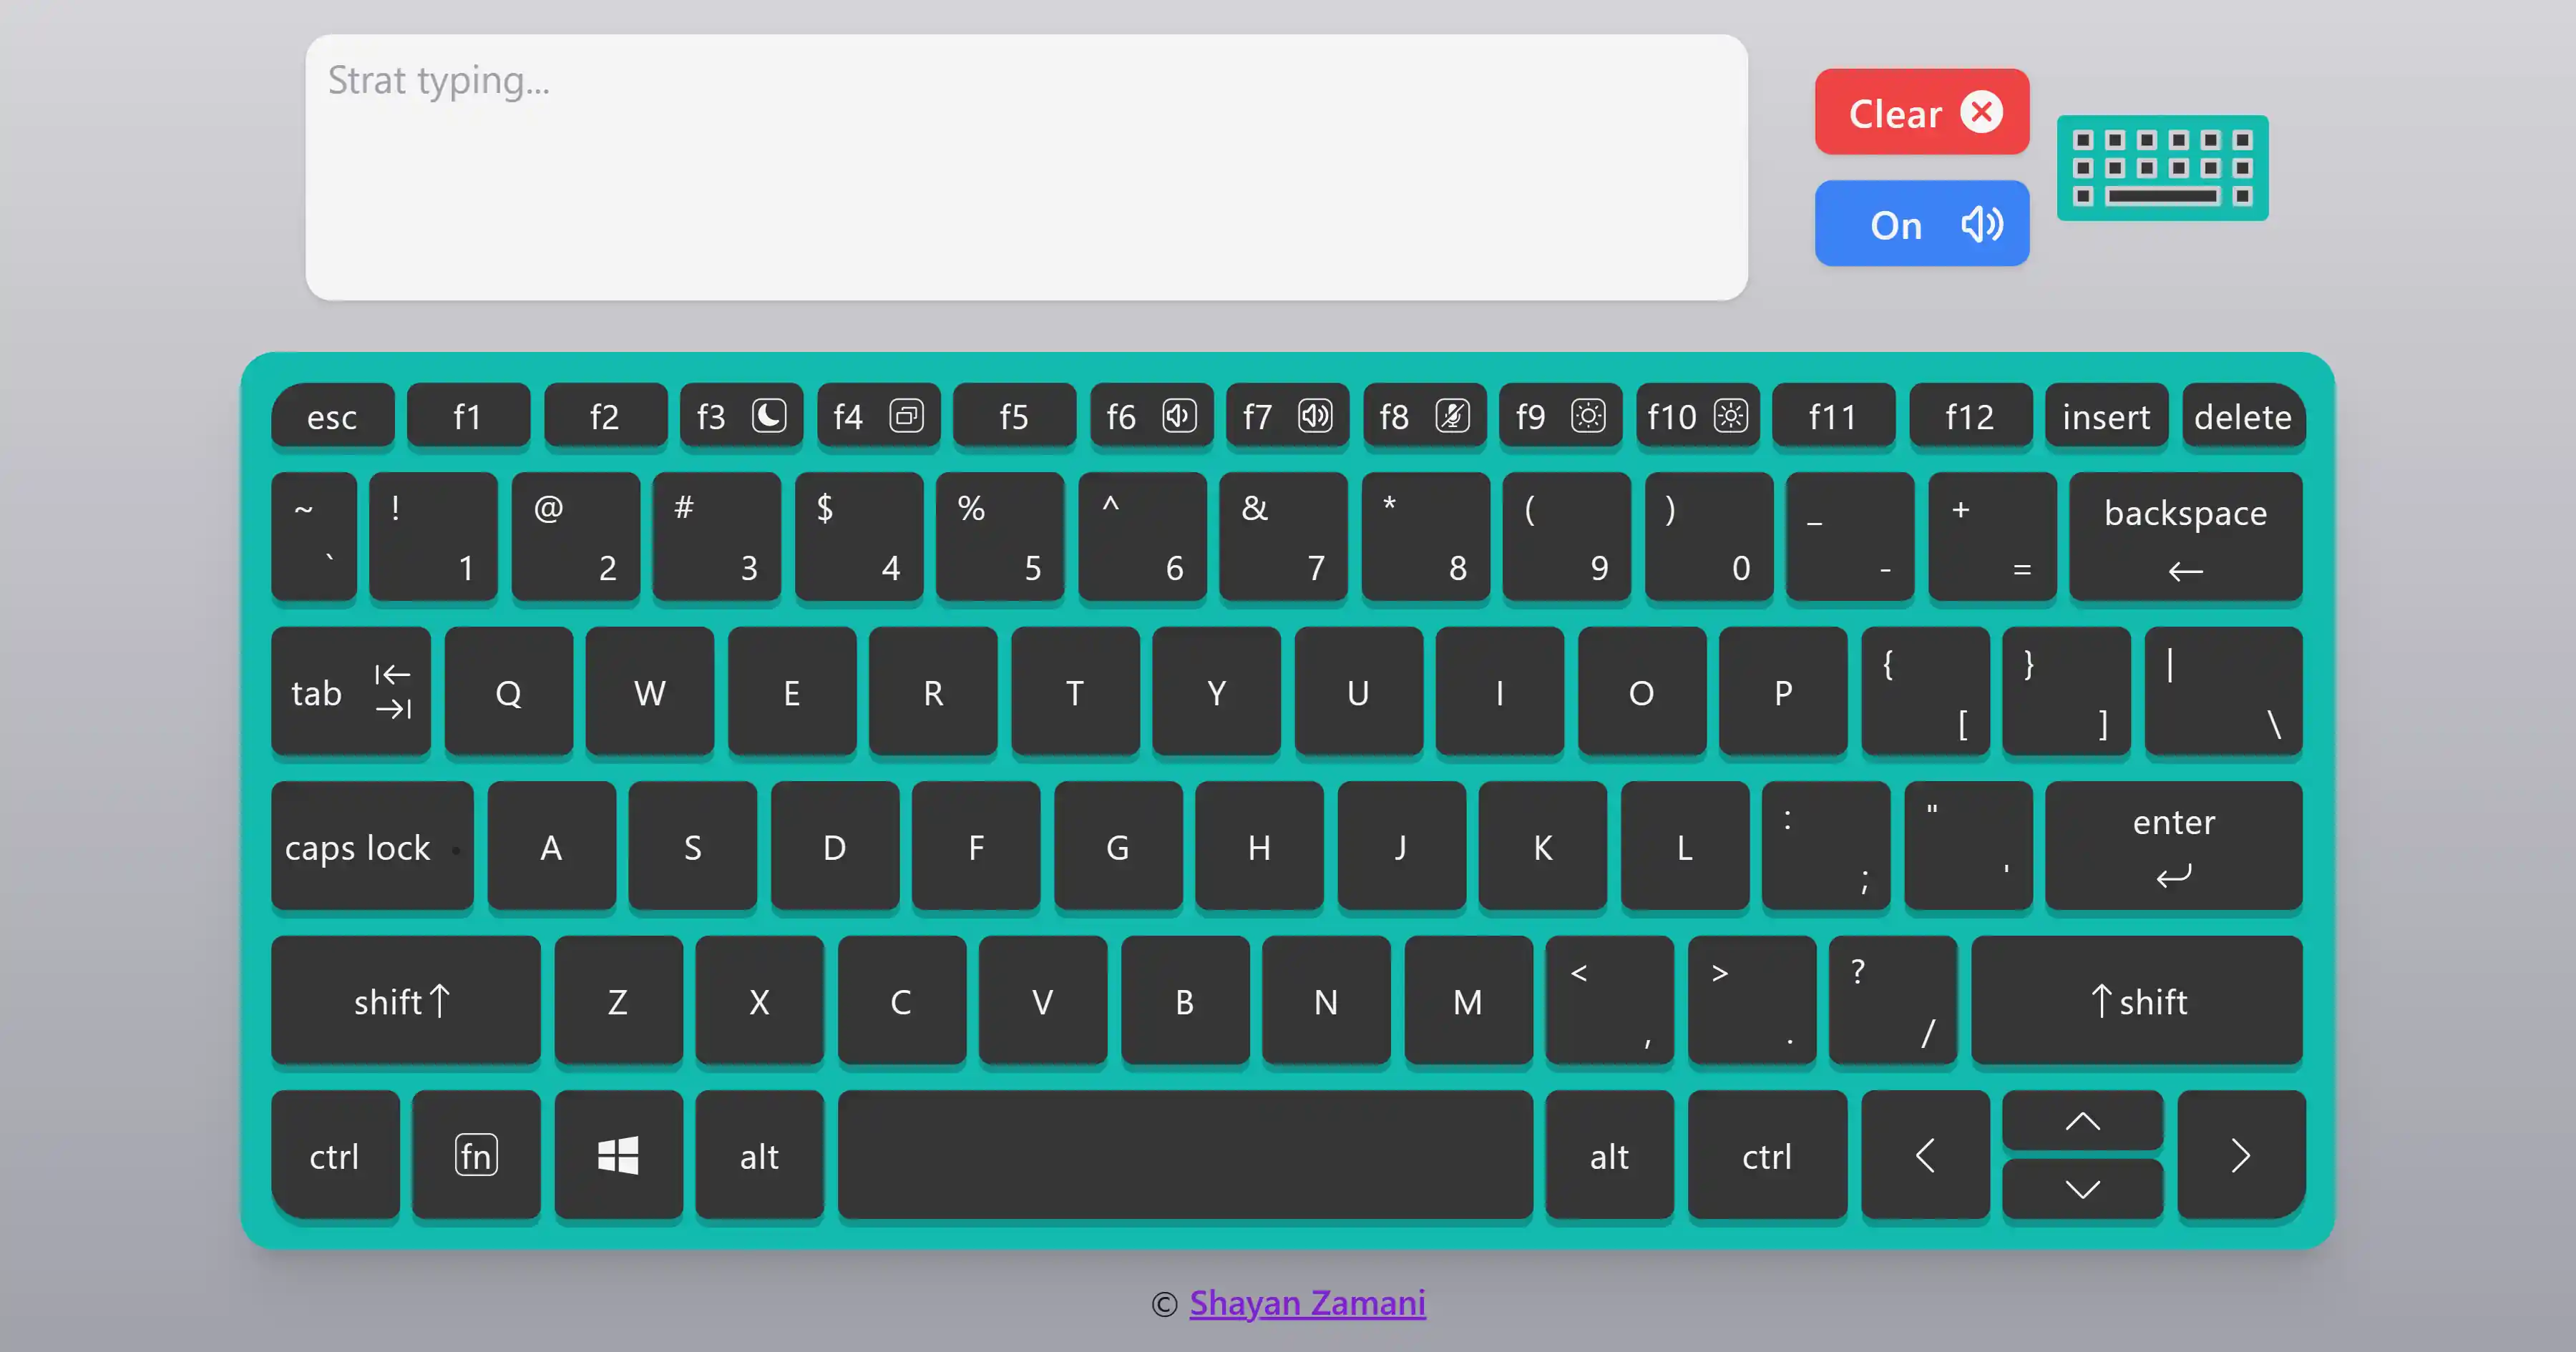 Strat typing...
Clear
On
esc f1 f2 f3 f4 f5 f6 f7 f8 f9 f10 f11 f12 insert delete
~ ! @ # $ % ^ & * ( ) _ + backspace
` 1 2 3 4 5 6 7 8 9 0 - = ←
tab Q W E R T Y U I O P { [ } ] | \
caps lock A S D F G H J K L : ; " ' enter
shift↑ Z X C V B N M < , > . ? / ↑shift
ctrl fn alt alt ctrl
© Shayan Zamani